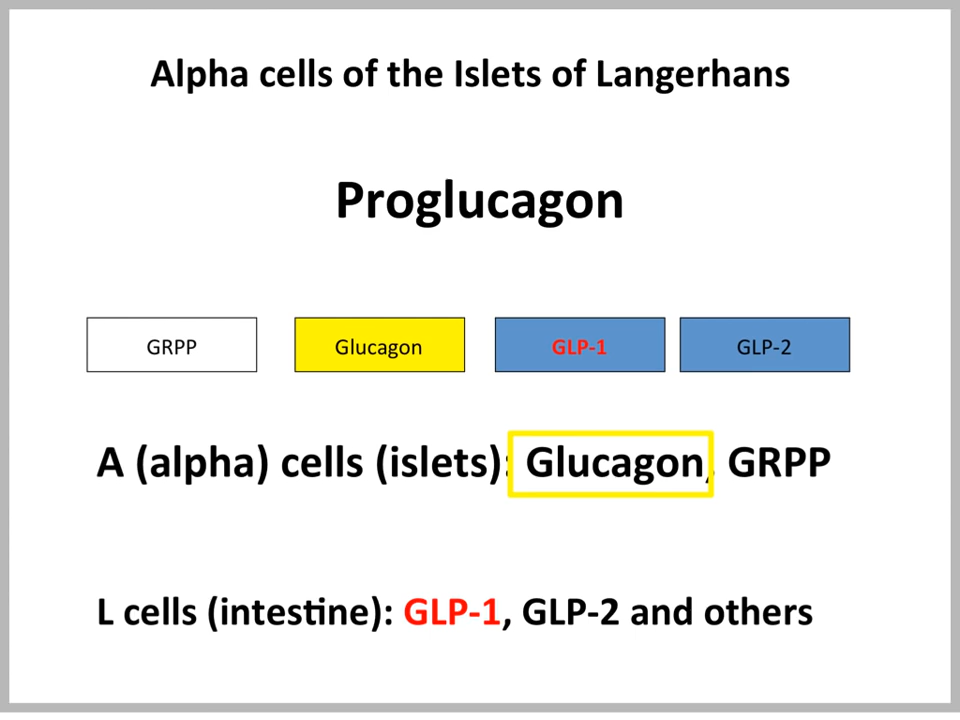 Alpha cells of the Islets of Langerhans
Proglucagon
GRPP Glucagon GLP-1 GLP-2
A (alpha) cells (islets): Glucagon, GRPP
L cells (intestine): GLP-1, GLP-2 and others